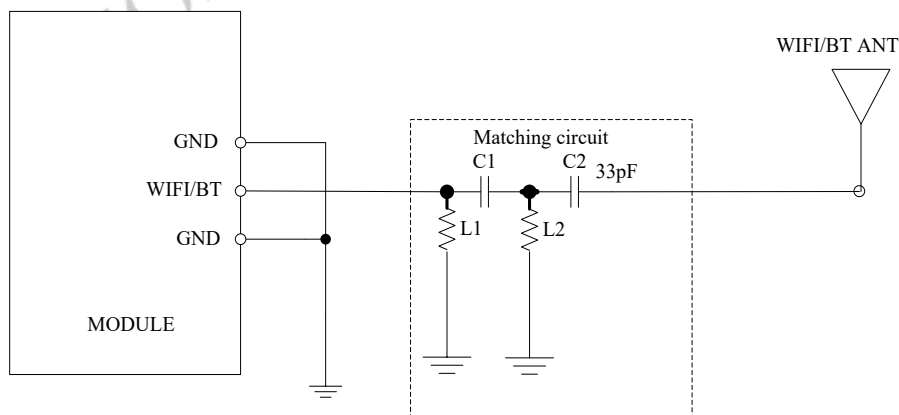 WIFI/BT ANT
Matching circuit
GND
C1
C2
33pF
WIFI/BT
L1
L2
GND
MODULE